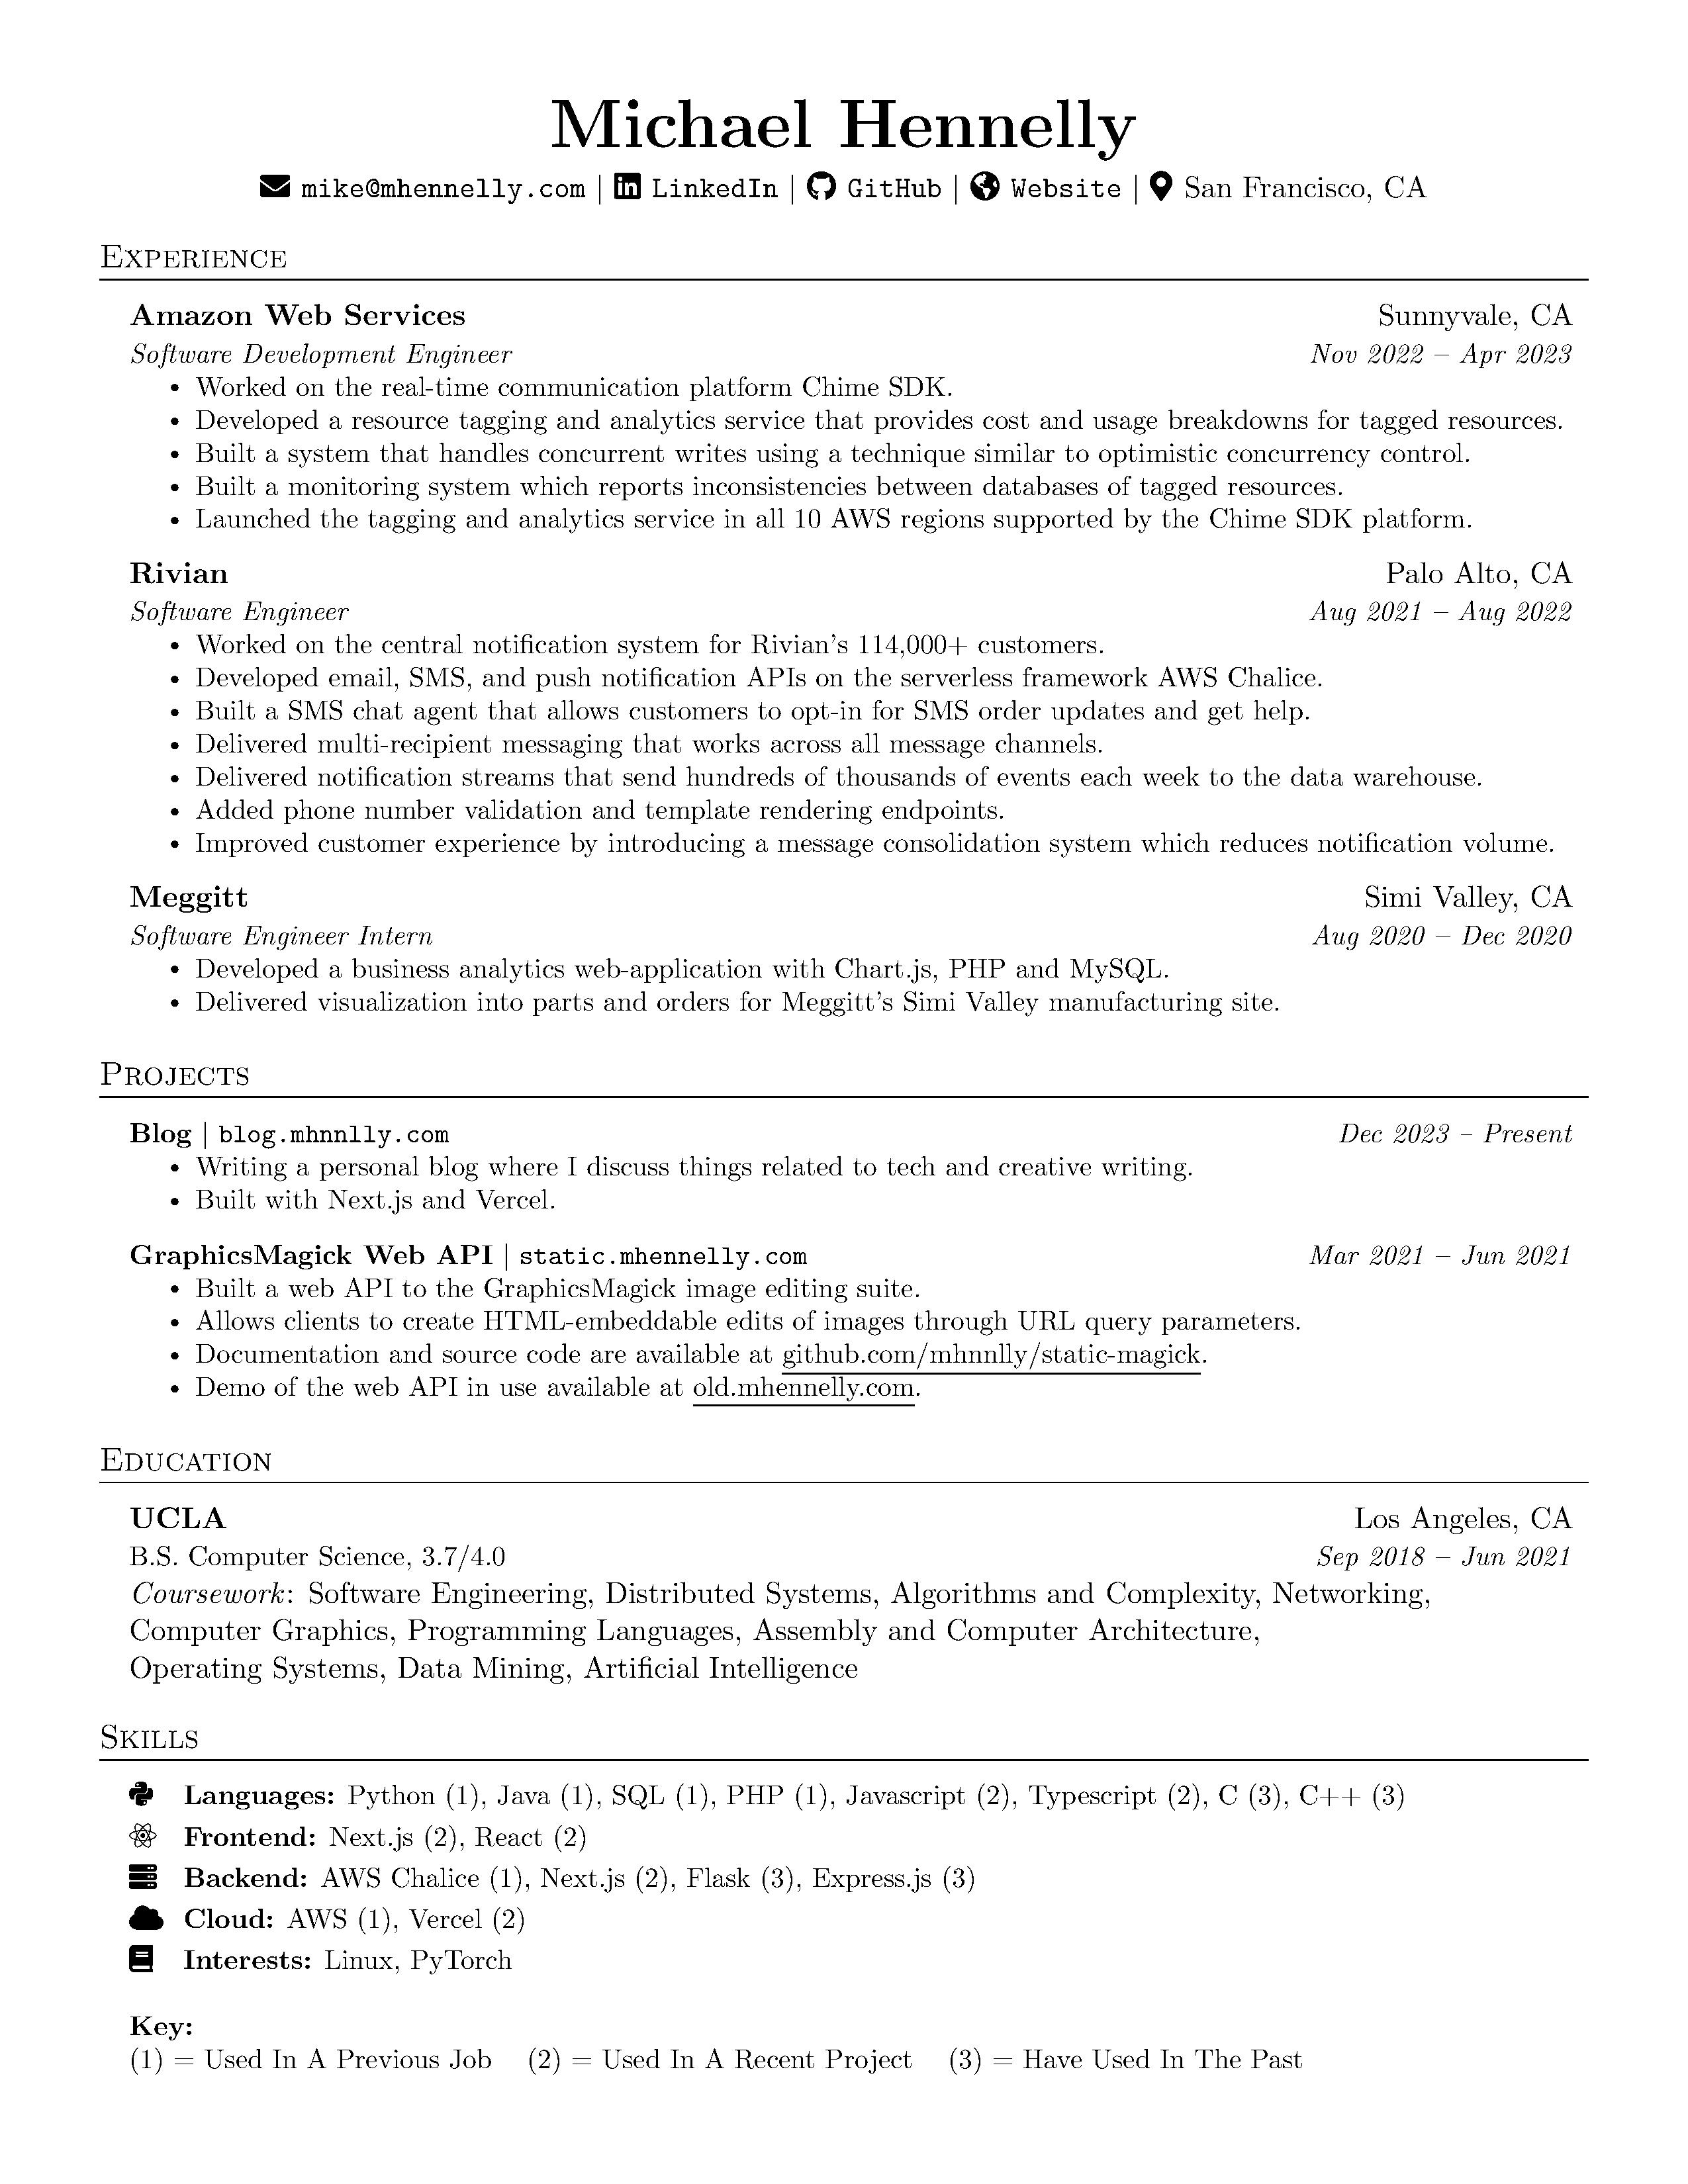 Michael Hennelly
mike@mhennelly.com | LinkedIn | GitHub | Website | San Francisco, CA
Experience
Amazon Web Services Sunnyvale, CA
Software Development Engineer Nov 2022 – Apr 2023
• Worked on the real-time communication platform Chime SDK.
• Developed a resource tagging and analytics service that provides cost and usage breakdowns for tagged resources.
• Built a system that handles concurrent writes using a technique similar to optimistic concurrency control.
• Built a monitoring system which reports inconsistencies between databases of tagged resources.
• Launched the tagging and analytics service in all 10 AWS regions supported by the Chime SDK platform.
Rivian Palo Alto, CA
Software Engineer Aug 2021 – Aug 2022
• Worked on the central notification system for Rivian's 114,000+ customers.
• Developed email, SMS, and push notification APIs on the serverless framework AWS Chalice.
• Built a SMS chat agent that allows customers to opt-in for SMS order updates and get help.
• Delivered multi-recipient messaging that works across all message channels.
• Delivered notification streams that send hundreds of thousands of events each week to the data warehouse.
• Added phone number validation and template rendering endpoints.
• Improved customer experience by introducing a message consolidation system which reduces notification volume.
Meggitt Simi Valley, CA
Software Engineer Intern Aug 2020 – Dec 2020
• Developed a business analytics web-application with Chart.js, PHP and MySQL.
• Delivered visualization into parts and orders for Meggitt's Simi Valley manufacturing site.
Projects
Blog | blog.mhnnlly.com Dec 2023 – Present
• Writing a personal blog where I discuss things related to tech and creative writing.
• Built with Next.js and Vercel.
GraphicsMagick Web API | static.mhennelly.com Mar 2021 – Jun 2021
• Built a web API to the GraphicsMagick image editing suite.
• Allows clients to create HTML-embeddable edits of images through URL query parameters.
• Documentation and source code are available at github.com/mhnnlly/static-magick.
• Demo of the web API in use available at old.mhennelly.com.
Education
UCLA Los Angeles, CA
B.S. Computer Science, 3.7/4.0 Sep 2018 – Jun 2021
Coursework: Software Engineering, Distributed Systems, Algorithms and Complexity, Networking,
Computer Graphics, Programming Languages, Assembly and Computer Architecture,
Operating Systems, Data Mining, Artificial Intelligence
Skills
Languages: Python (1), Java (1), SQL (1), PHP (1), Javascript (2), Typescript (2), C (3), C++ (3)
Frontend: Next.js (2), React (2)
Backend: AWS Chalice (1), Next.js (2), Flask (3), Express.js (3)
Cloud: AWS (1), Vercel (2)
Interests: Linux, PyTorch
Key:
(1) = Used In A Previous Job (2) = Used In A Recent Project (3) = Have Used In The Past